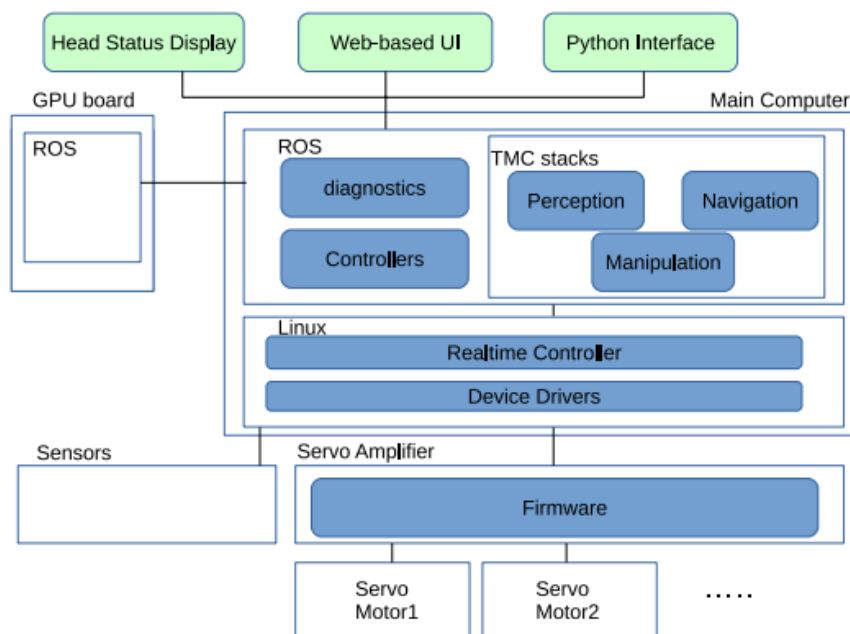 Head Status Display
Web-based UI
Python Interface
GPU board
Main Computer
ROS
ROS
TMC stacks
diagnostics
Perception
Navigation
Controllers
Manipulation
Linux
Realtime Controller
Device Drivers
Sensors
Servo Amplifier
Firmware
Servo
Motor1
Servo
Motor2
.....